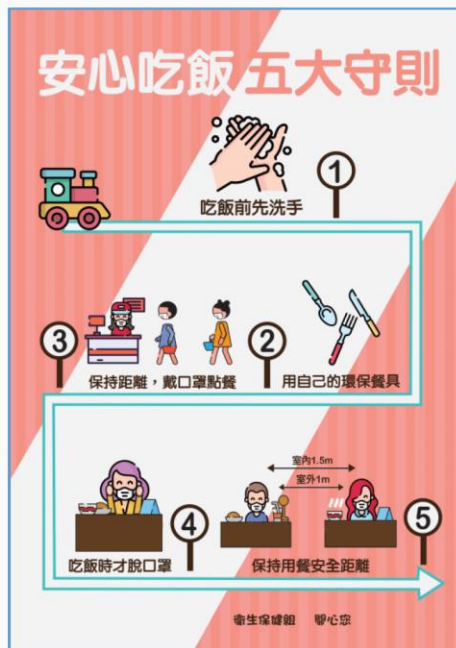 安心吃飯 五大守則
1
吃飯前先洗手
2
用自己的環保餐具
3
保持距離，戴口罩點餐
4
吃飯時才脫口罩
室內1.5m
室外1m
5
保持用餐安全距離
衛生保健組 關心您